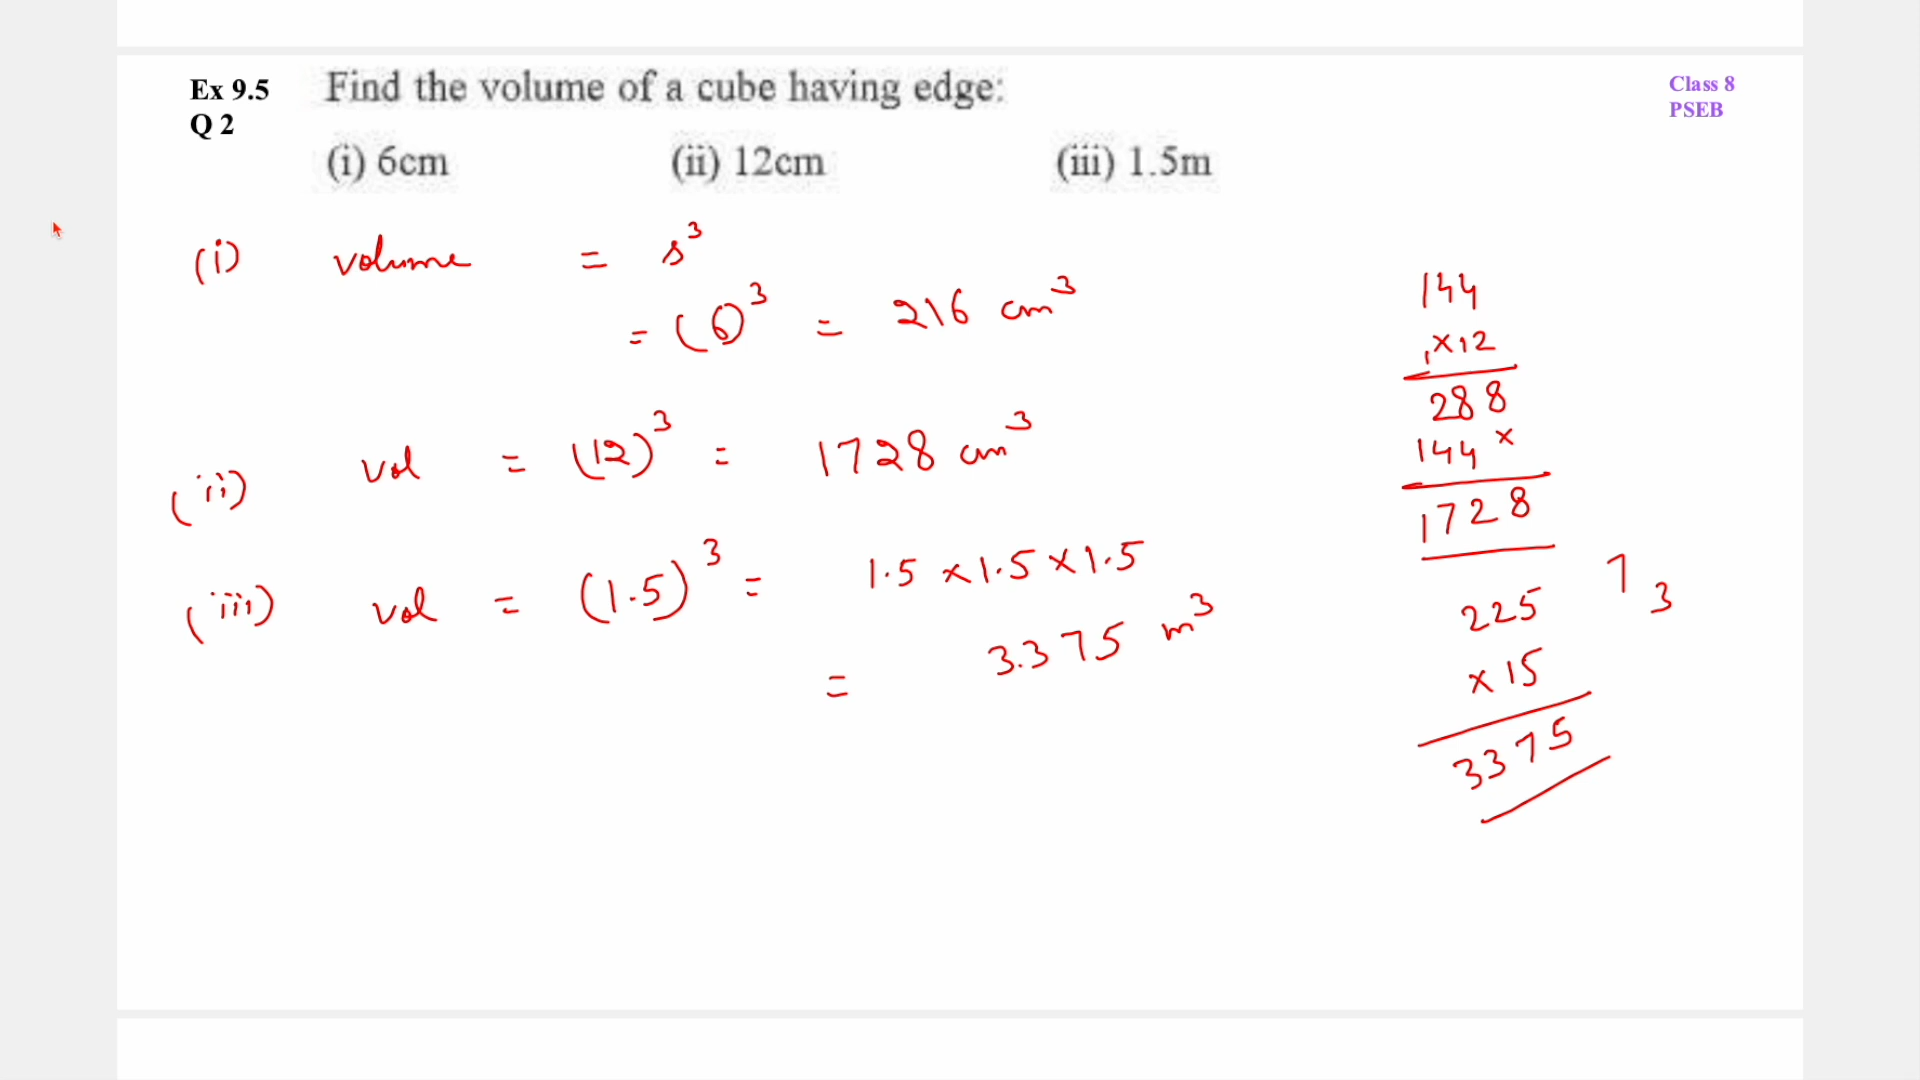 Ex 9.5 Find the volume of a cube having edge:
Q 2
(i) 6cm (ii) 12cm (iii) 1.5m
Class 8
PSEB
(i) volume = s³
= (6)³ = 216 cm³
(ii) vol = (12)³ = 1728 cm³
(iii) vol = (1.5)³ = 1.5 × 1.5 × 1.5
= 3.375 m³
144
×12
288
144×
1728
225
×15
3375
7
3